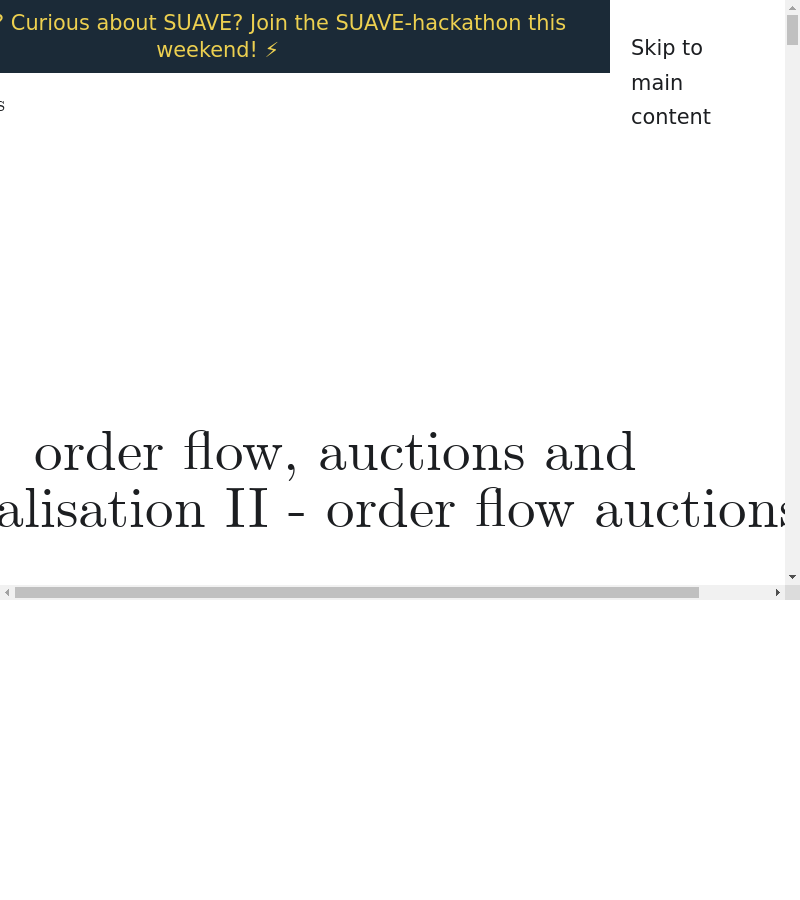 ? Curious about SUAVE? Join the SUAVE-hackathon this
weekend! ⚡
Skip to
main
content
s
order flow, auctions and
alisation II - order flow auctions